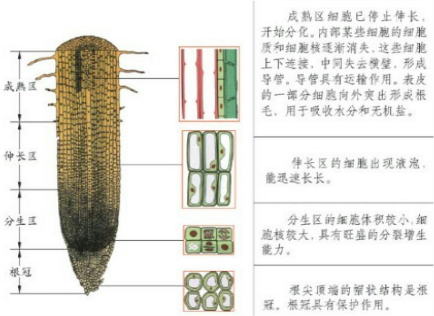 成熟区细胞已停止伸长,
开始分化。内部某些细胞的细胞
质和细胞核逐渐消失,这些细胞
上下连接,中间失去横壁,形成
导管。导管具有运输作用。表皮
的一部分细胞向外突出形成根
毛,用于吸收水分和无机盐。
成熟区
伸长区的细胞出现液泡,
能迅速长长。
伸长区
分生区的细胞体积较小,细
胞核较大,具有旺盛的分裂增生
能力。
分生区
根尖顶端的帽状结构是根
冠。根冠具有保护作用。
根冠